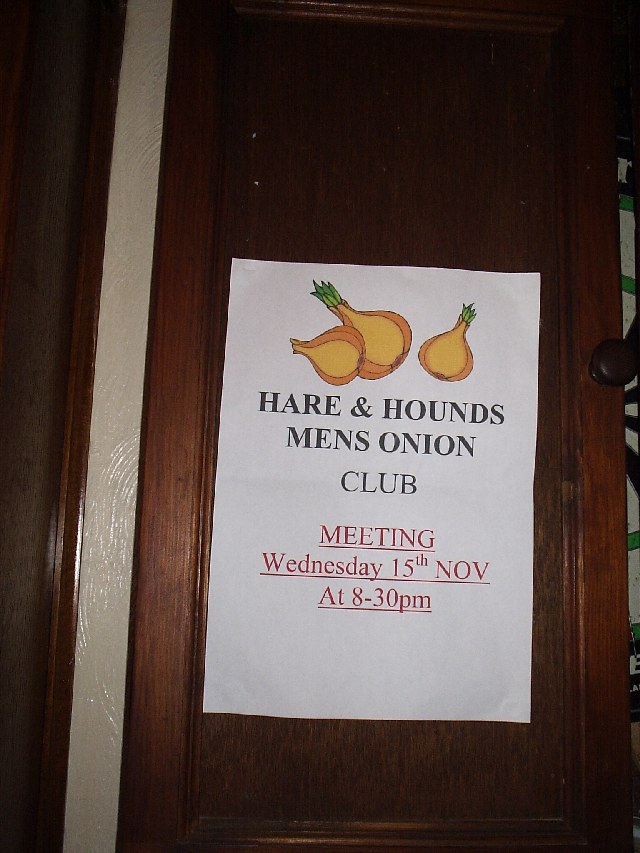 HARE & HOUNDS
MENS ONION
CLUB
MEETING
Wednesday 15th NOV
At 8-30pm